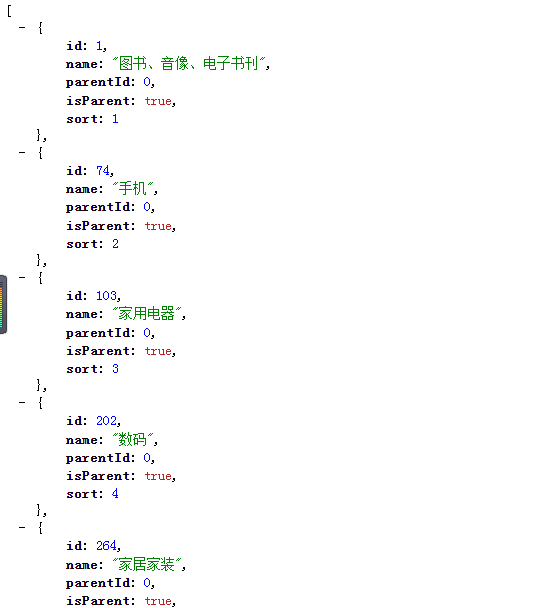 [
- {
id: 1,
name: "图书、音像、电子书刊",
parentId: 0,
isParent: true,
sort: 1
},
- {
id: 74,
name: "手机",
parentId: 0,
isParent: true,
sort: 2
},
- {
id: 103,
name: "家用电器",
parentId: 0,
isParent: true,
sort: 3
},
- {
id: 202,
name: "数码",
parentId: 0,
isParent: true,
sort: 4
},
- {
id: 264,
name: "家居家装",
parentId: 0,
isParent: true,